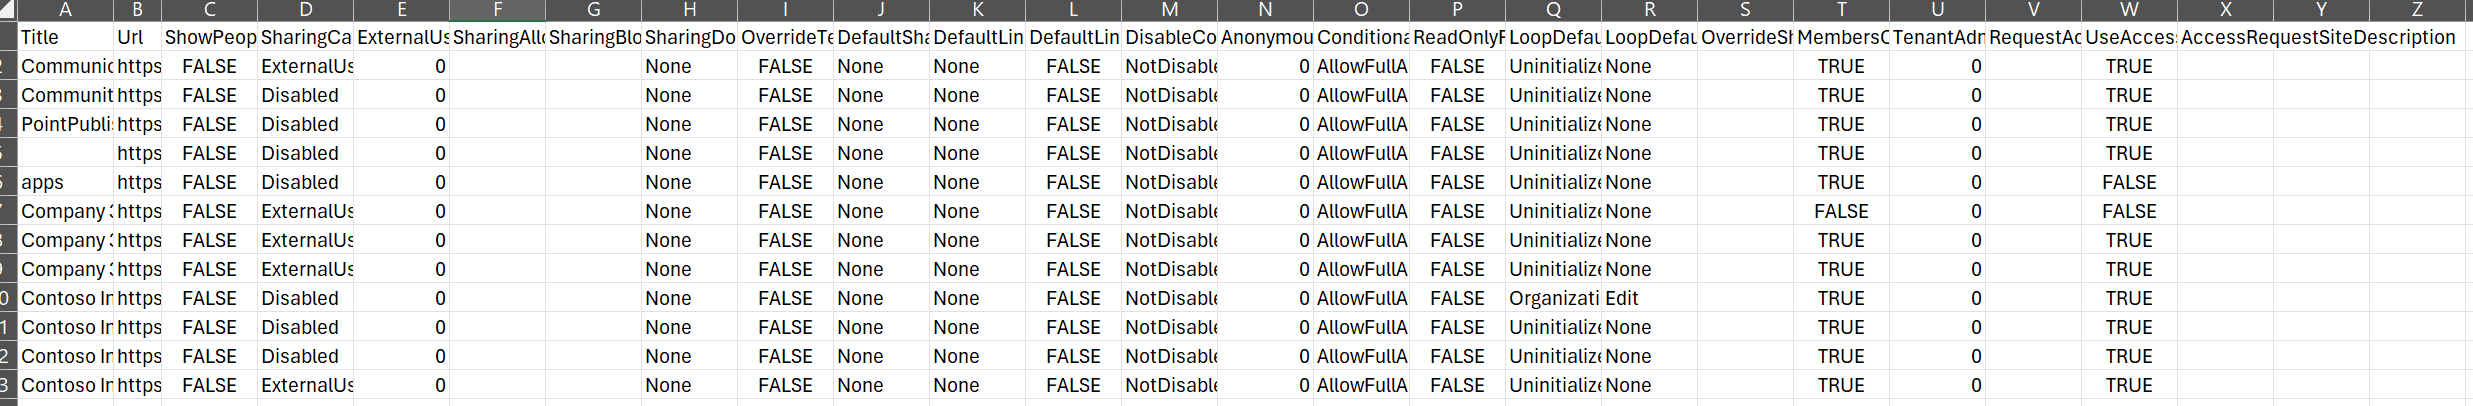 A B C D E F G H I J K L M N O P Q R S T U V W X Y Z
Title Url ShowPeop SharingCa ExternalUs SharingAllo SharingBlo SharingDo OverrideTe DefaultSha DefaultLin DefaultLin DisableCo Anonymou Conditiona ReadOnlyF LoopDefau LoopDefau OverrideSh MembersC TenantAdn RequestAc UseAccess AccessRequestSiteDescription
2 Communic https FALSE ExternalUs 0 None FALSE None None FALSE NotDisable 0 AllowFullA FALSE Uninitialize None TRUE 0 TRUE
3 Communit https FALSE Disabled 0 None FALSE None None FALSE NotDisable 0 AllowFullA FALSE Uninitialize None TRUE 0 TRUE
4 PointPubli https FALSE Disabled 0 None FALSE None None FALSE NotDisable 0 AllowFullA FALSE Uninitialize None TRUE 0 TRUE
5 https FALSE Disabled 0 None FALSE None None FALSE NotDisable 0 AllowFullA FALSE Uninitialize None TRUE 0 TRUE
6 apps https FALSE Disabled 0 None FALSE None None FALSE NotDisable 0 AllowFullA FALSE Uninitialize None TRUE 0 FALSE
7 Company 3 https FALSE ExternalUs 0 None FALSE None None FALSE NotDisable 0 AllowFullA FALSE Uninitialize None FALSE 0 FALSE
8 Company 3 https FALSE ExternalUs 0 None FALSE None None FALSE NotDisable 0 AllowFullA FALSE Uninitialize None TRUE 0 TRUE
9 Company 3 https FALSE ExternalUs 0 None FALSE None None FALSE NotDisable 0 AllowFullA FALSE Uninitialize None TRUE 0 TRUE
0 Contoso In https FALSE Disabled 0 None FALSE None None FALSE NotDisable 0 AllowFullA FALSE Organizati Edit TRUE 0 TRUE
1 Contoso In https FALSE Disabled 0 None FALSE None None FALSE NotDisable 0 AllowFullA FALSE Uninitialize None TRUE 0 TRUE
2 Contoso In https FALSE Disabled 0 None FALSE None None FALSE NotDisable 0 AllowFullA FALSE Uninitialize None TRUE 0 TRUE
3 Contoso In https FALSE ExternalUs 0 None FALSE None None FALSE NotDisable 0 AllowFullA FALSE Uninitialize None TRUE 0 TRUE